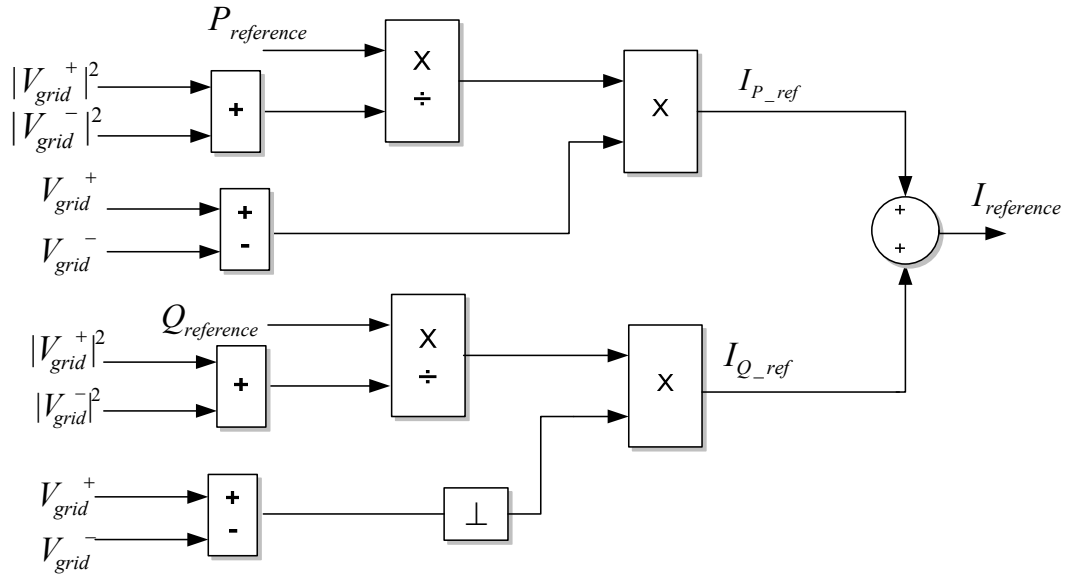 P_reference
|V_grid^+|^2
+
X
÷
|V_grid^-|^2
X
I_P_ref
V_grid^+
+
-
V_grid^-
+
+
I_reference
Q_reference
|V_grid^+|^2
+
X
÷
|V_grid^-|^2
X
I_Q_ref
V_grid^+
+
-
V_grid^-
⊥